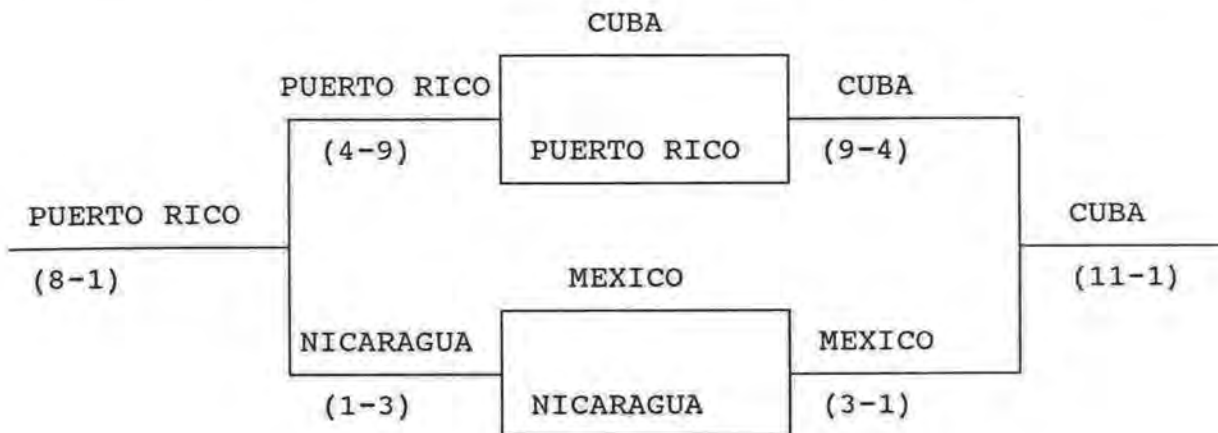 CUBA
PUERTO RICO CUBA
(4-9) PUERTO RICO (9-4)
PUERTO RICO CUBA
(8-1) MEXICO (11-1)
NICARAGUA MEXICO
(1-3) NICARAGUA (3-1)